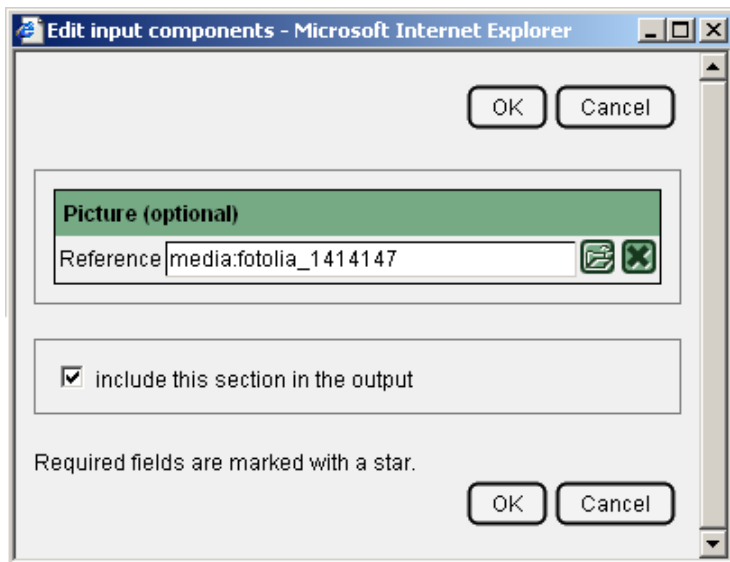 Edit input components - Microsoft Internet Explorer
OK Cancel
Picture (optional)
Reference media:fotolia_1414147
include this section in the output
Required fields are marked with a star.
OK Cancel